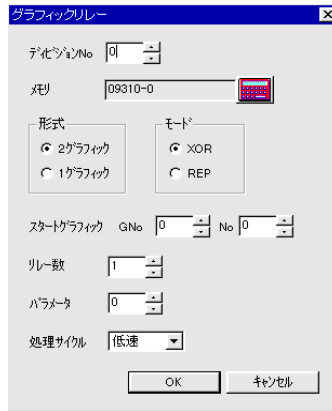 グラフィックリレー
ﾃﾞｨﾋﾞｼﾞｮﾝNo 0
ﾒﾓﾘ 09310-0
形式 ﾓｰﾄﾞ
2ｸﾞﾗﾌｨｯｸ XOR
1ｸﾞﾗﾌｨｯｸ REP
ｽﾀｰﾄｸﾞﾗﾌｨｯｸ GNo 0 No 0
ﾘﾚｰ数 1
ﾊﾟﾗﾒｰﾀ 0
処理ｻｲｸﾙ 低速
OK ｷｬﾝｾﾙ